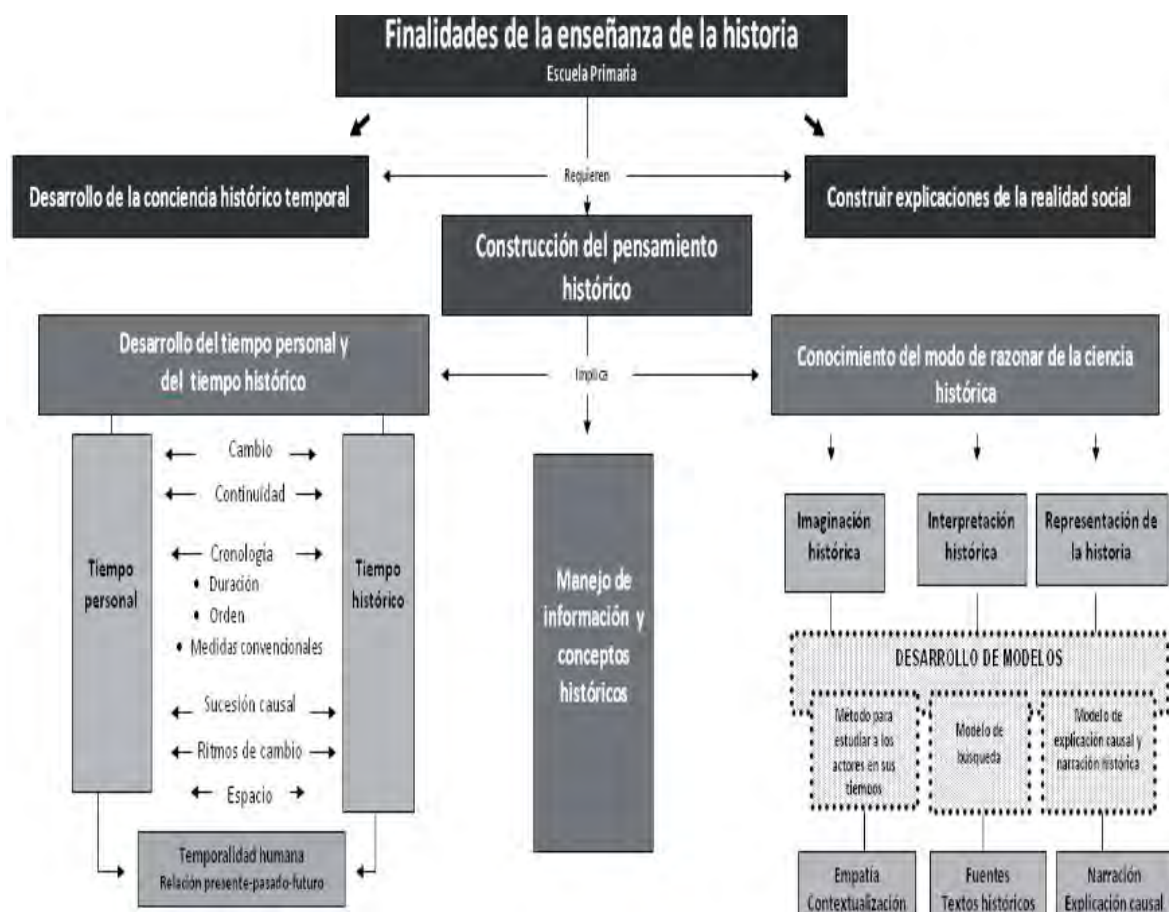 Finalidades de la enseñanza de la historia
Escuela Primaria
Desarrollo de la conciencia histórico temporal
Requieren
Construir explicaciones de la realidad social
Construcción del pensamiento
histórico
Desarrollo del tiempo personal y
del tiempo histórico
Implica
Conocimiento del modo de razonar de la ciencia
histórica
Tiempo
personal
Cambio
Continuidad
Cronología
• Duración
• Orden
• Medidas convencionales
Sucesión causal
Ritmos de cambio
Espacio
Tiempo
histórico
Temporalidad humana
Relación presente-pasado-futuro
Manejo de
información y
conceptos
históricos
Imaginación
histórica
Interpretación
histórica
Representación de
la historia
DESARROLLO DE MODELOS
Método para
estudiar a los
actores en sus
tiempos
Modelo de
búsqueda
Modelo de
explicación causal y
narración histórica
Empatía
Contextualización
Fuentes
Textos históricos
Narración
Explicación causal